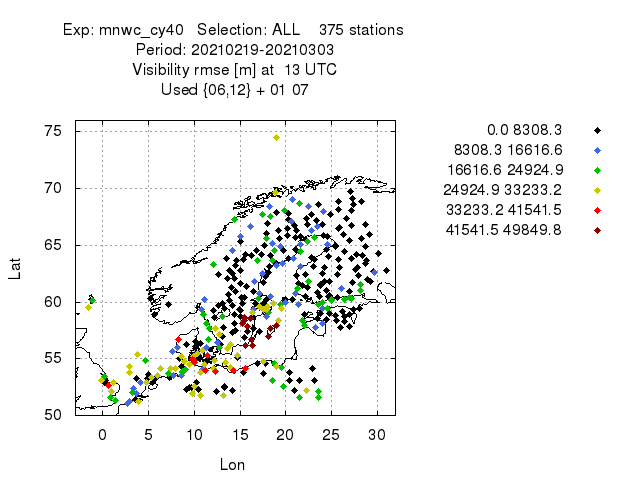 Exp: mnwc_cy40 Selection: ALL 375 stations
Period: 20210219-20210303
Visibility rmse [m] at 13 UTC
Used {06,12} + 01 07
0.0 8308.3
8308.3 16616.6
16616.6 24924.9
24924.9 33233.2
33233.2 41541.5
41541.5 49849.8
75
70
65
60
55
50
Lat
0 5 10 15 20 25 30
Lon